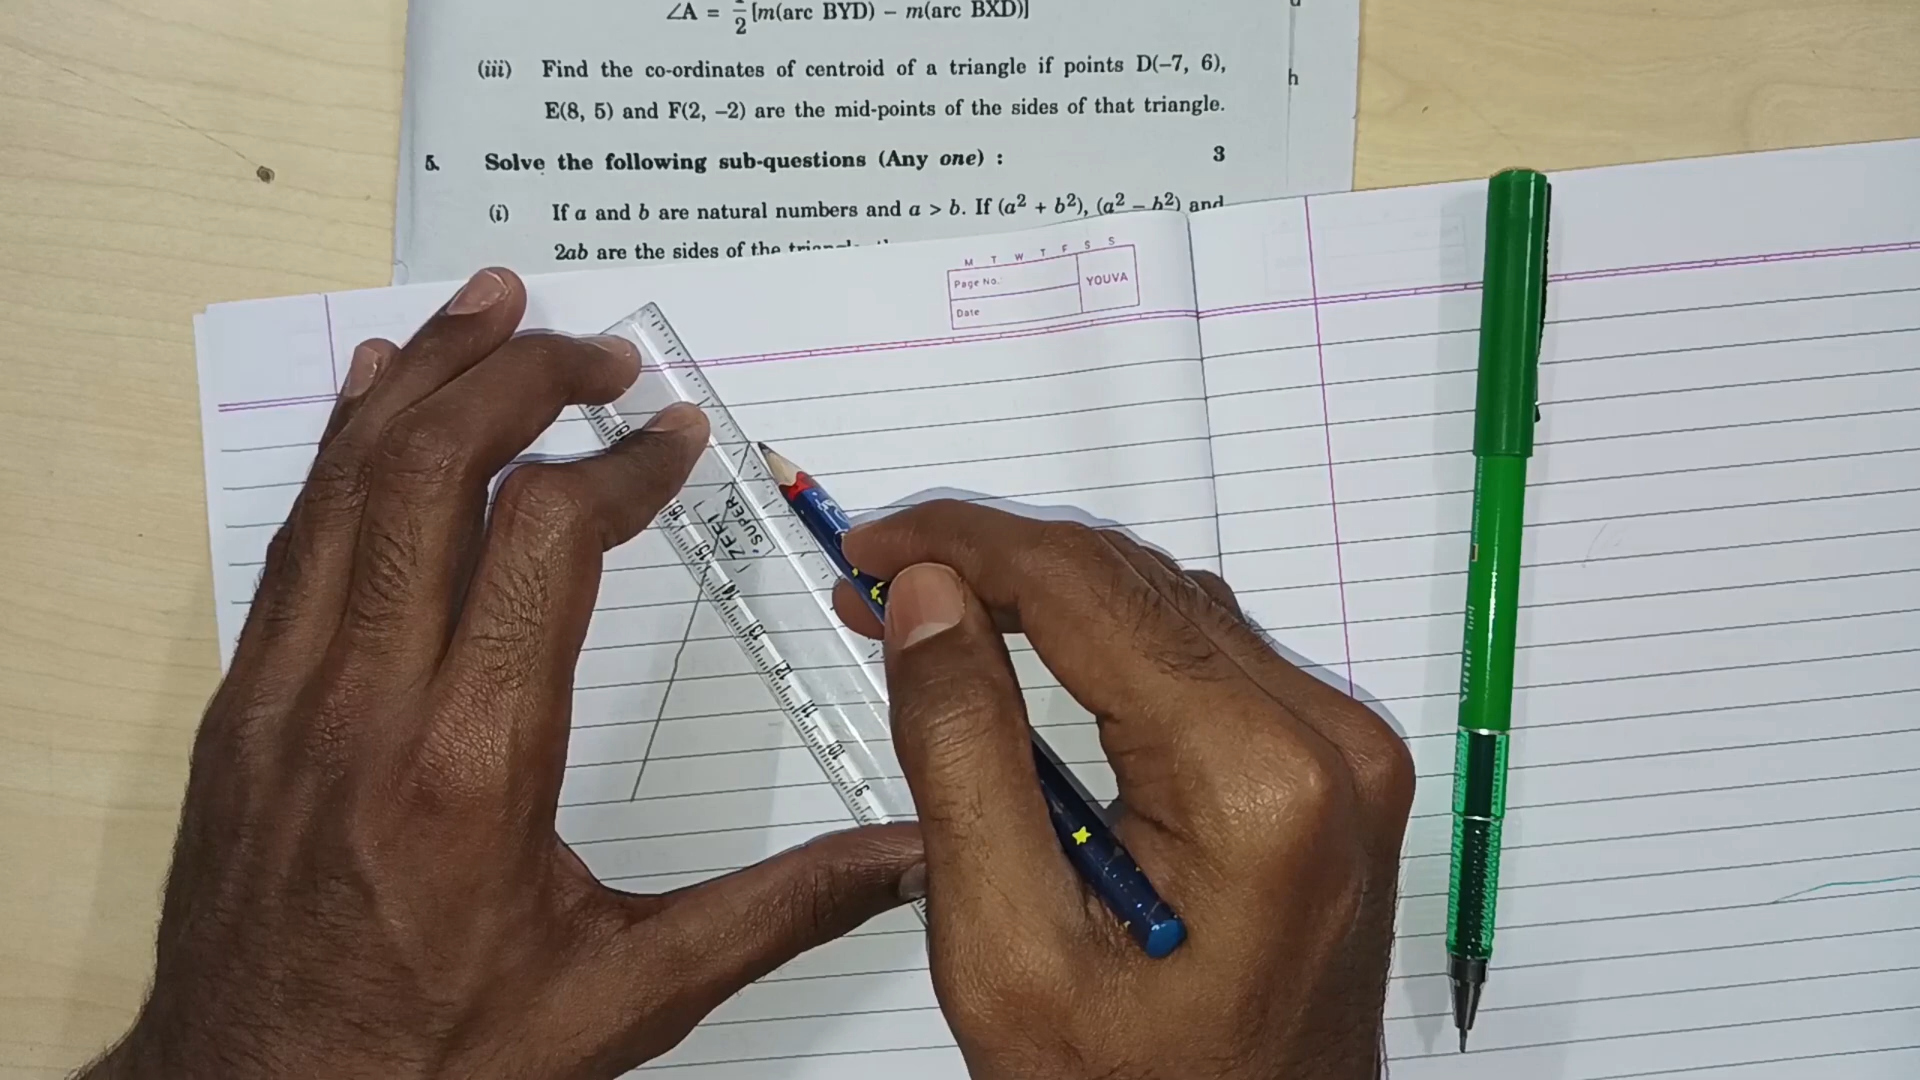 ∠A = 1/2 [m(arc BYD) – m(arc BXD)]
(iii) Find the co-ordinates of centroid of a triangle if points D(–7, 6),
E(8, 5) and F(2, –2) are the mid-points of the sides of that triangle.
h
5. Solve the following sub-questions (Any one) : 3
(i) If a and b are natural numbers and a > b. If (a² + b²), (a² – b²) and
2ab are the sides of the
M T W T F S S
Page No.:
YOUVA
Date
18
16 15 14 13 12 11 10 9
SUPER